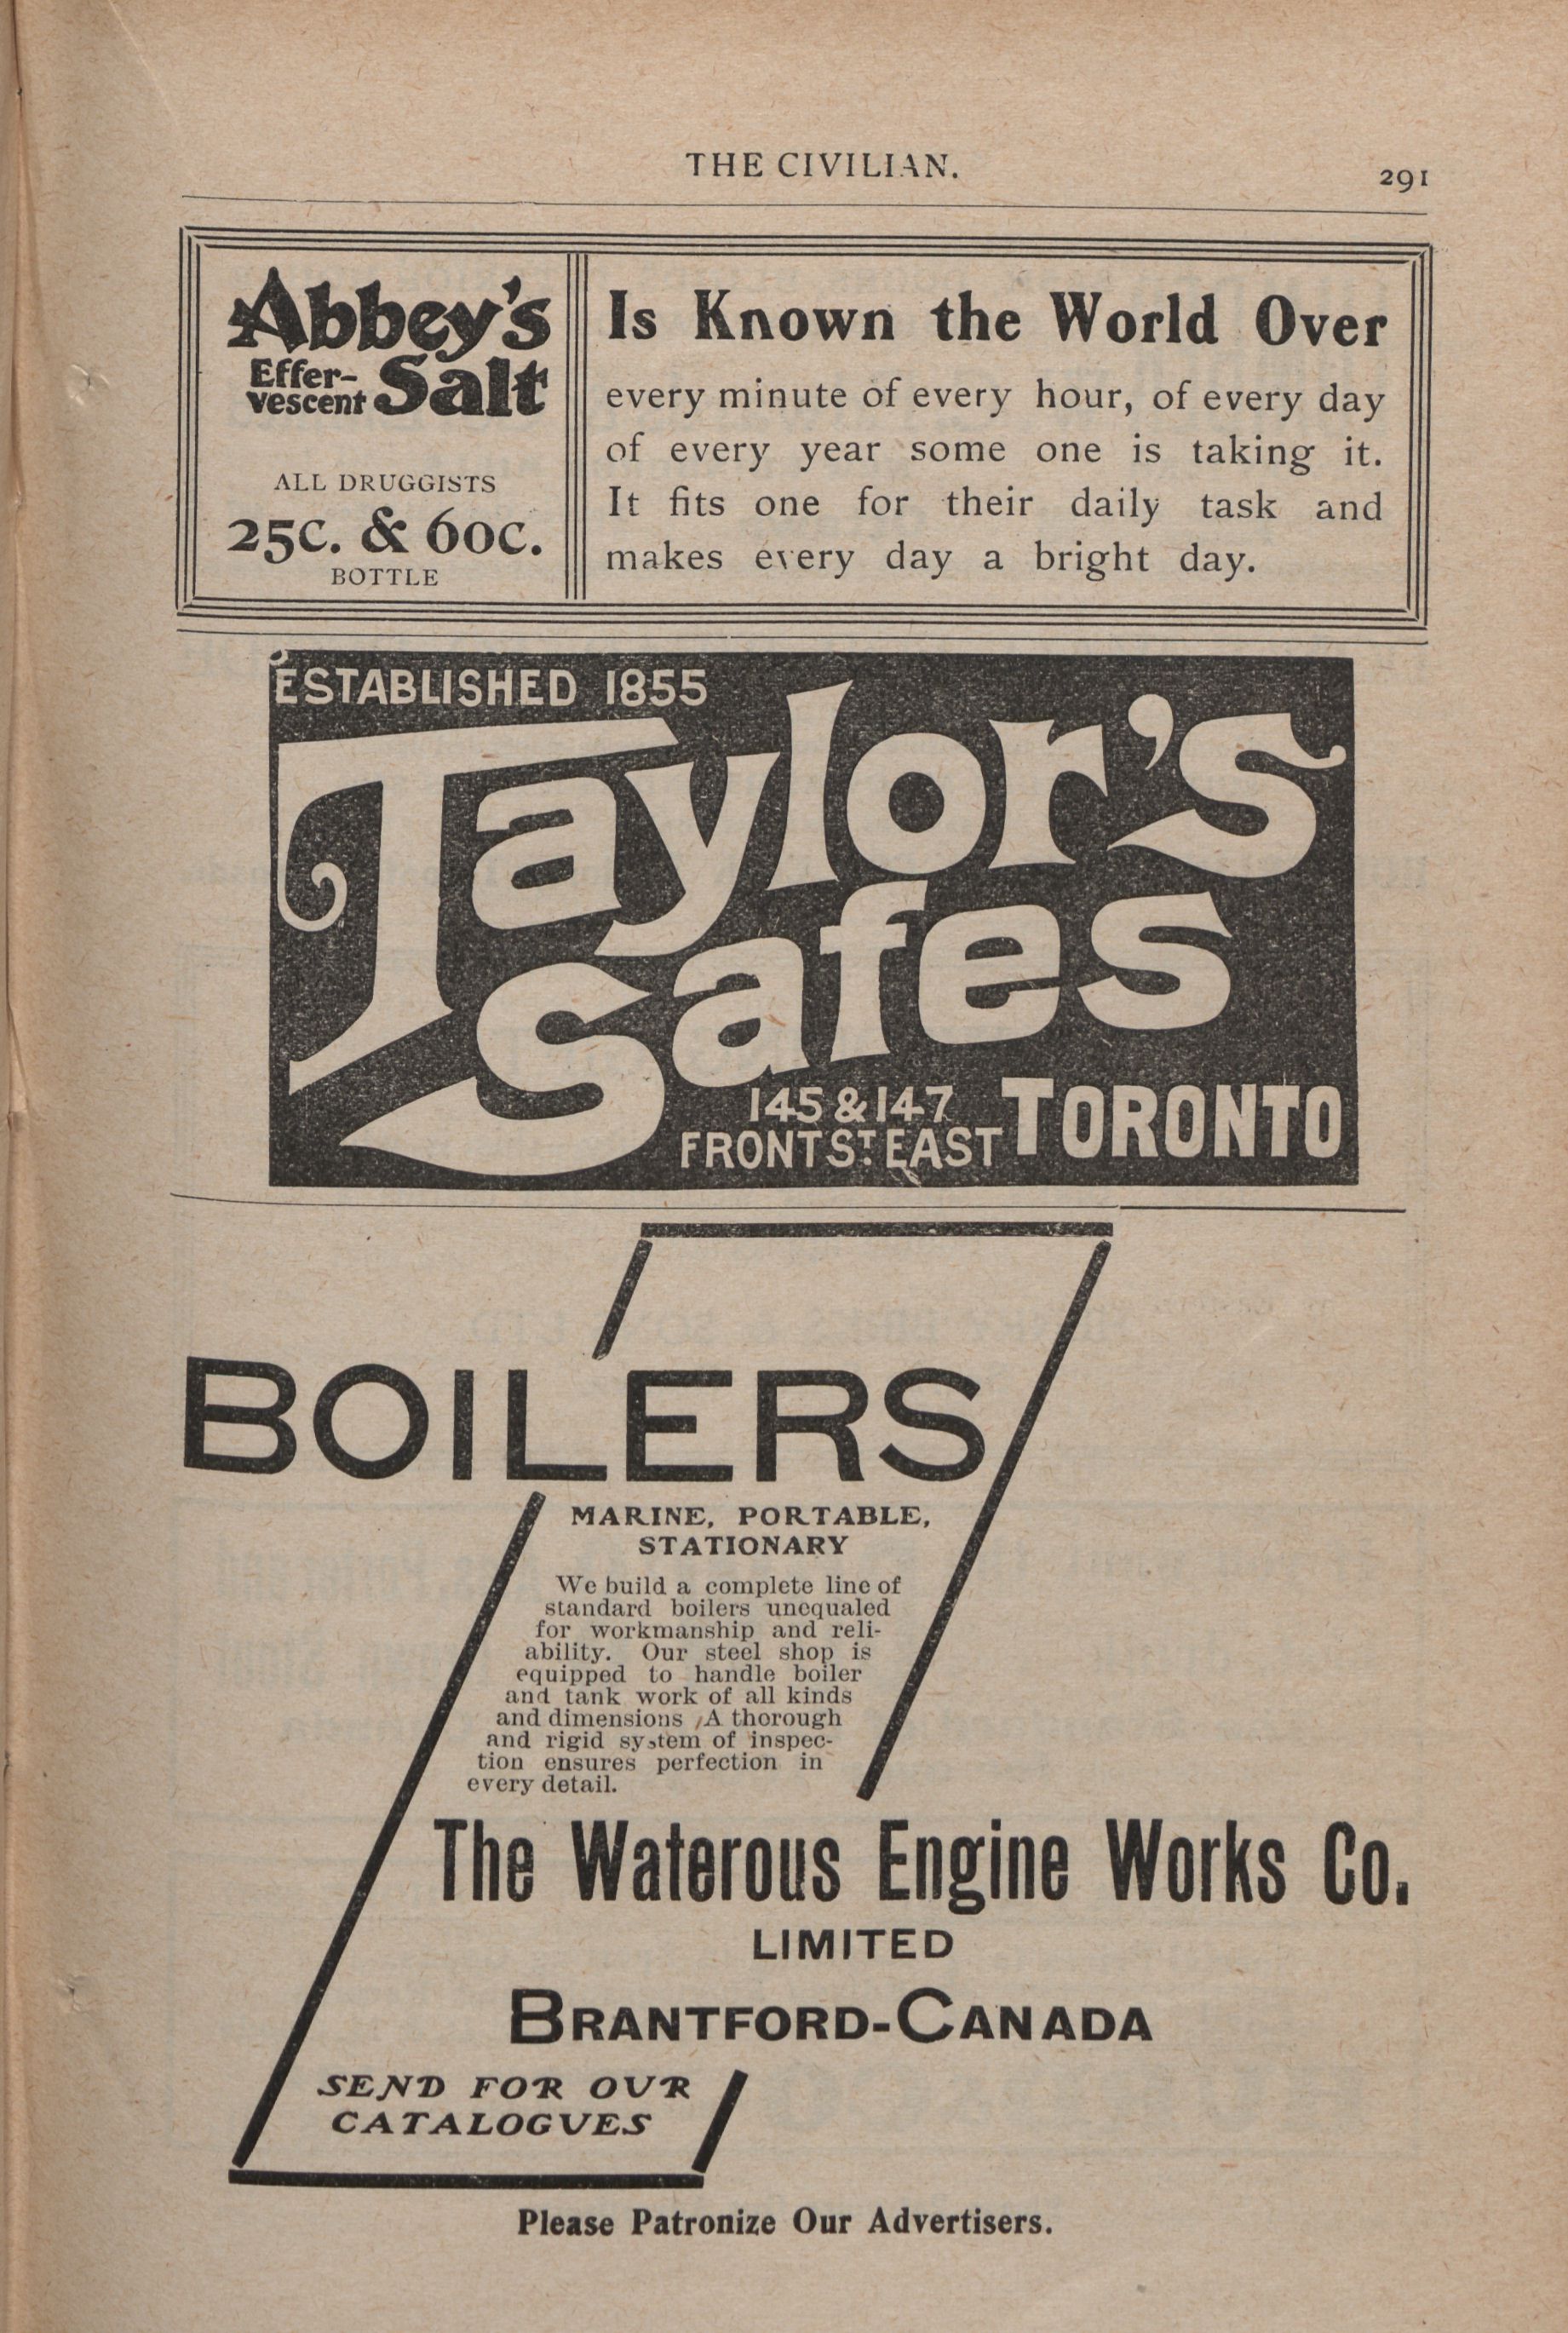 THE CIVILIAN.
291
Abbey's
Effer-
vescent Salt
ALL DRUGGISTS
25C. & 60C.
BOTTLE
Is Known the World Over
every minute of every hour, of every day
of every year some one is taking it.
It fits one for their daily task and
makes every day a bright day.
ESTABLISHED 1855
Taylor's
Safes
145 & 147
FRONT ST. EAST
TORONTO
BOILERS
MARINE, PORTABLE,
STATIONARY
We build a complete line of
standard boilers unequaled
for workmanship and reli-
ability. Our steel shop is
equipped to handle boiler
and tank work of all kinds
and dimensions A thorough
and rigid system of inspec-
tion ensures perfection in
every detail.
The Waterous Engine Works Co.
LIMITED
BRANTFORD-CANADA
SEND FOR OUR
CATALOGUES
Please Patronize Our Advertisers.